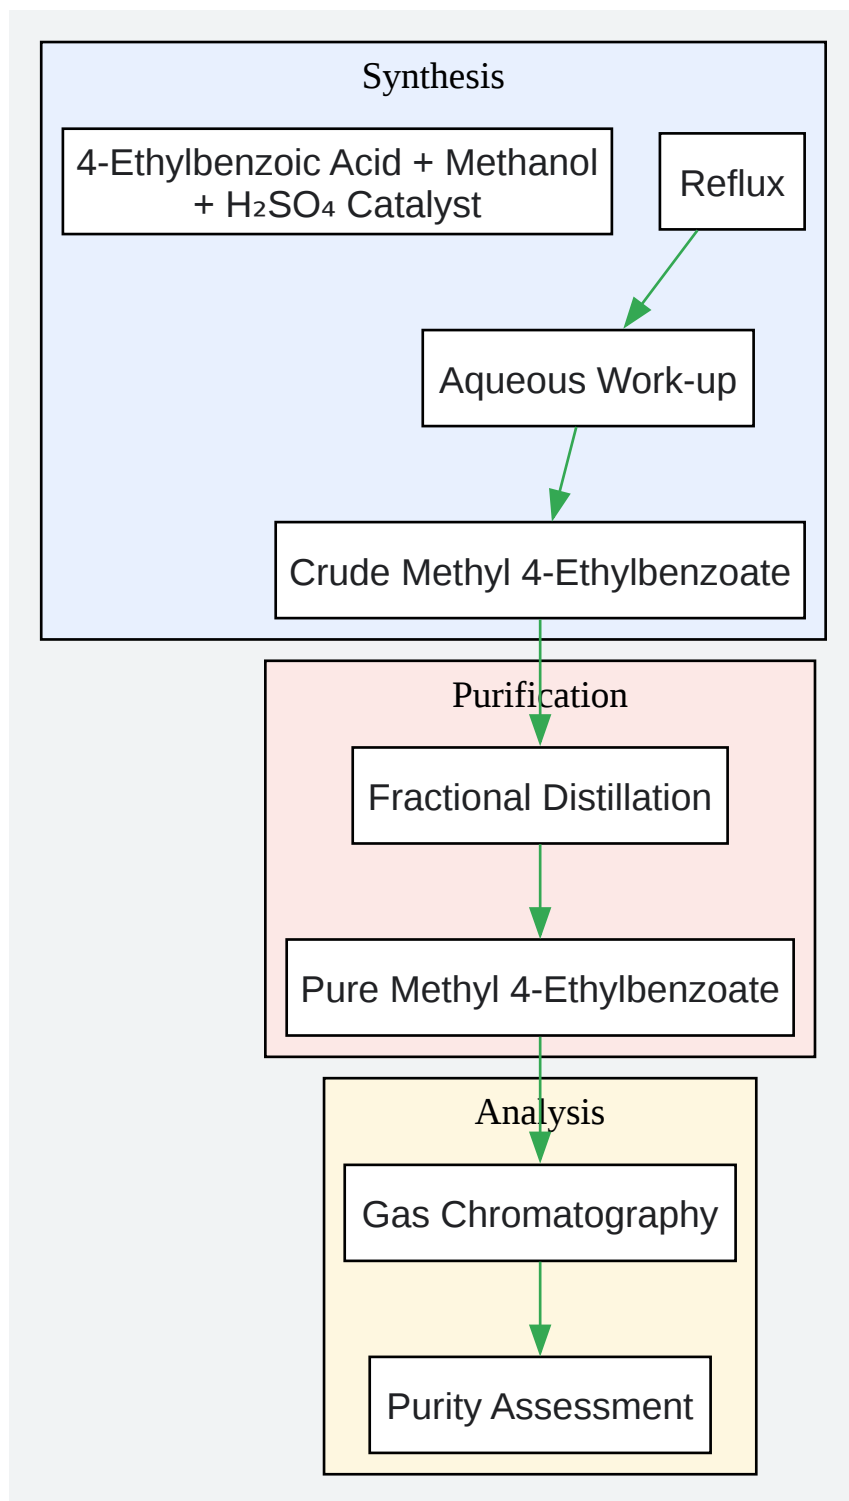 Synthesis
4-Ethylbenzoic Acid + Methanol
+ H₂SO₄ Catalyst
Reflux
Aqueous Work-up
Crude Methyl 4-Ethylbenzoate
Purification
Fractional Distillation
Pure Methyl 4-Ethylbenzoate
Analysis
Gas Chromatography
Purity Assessment